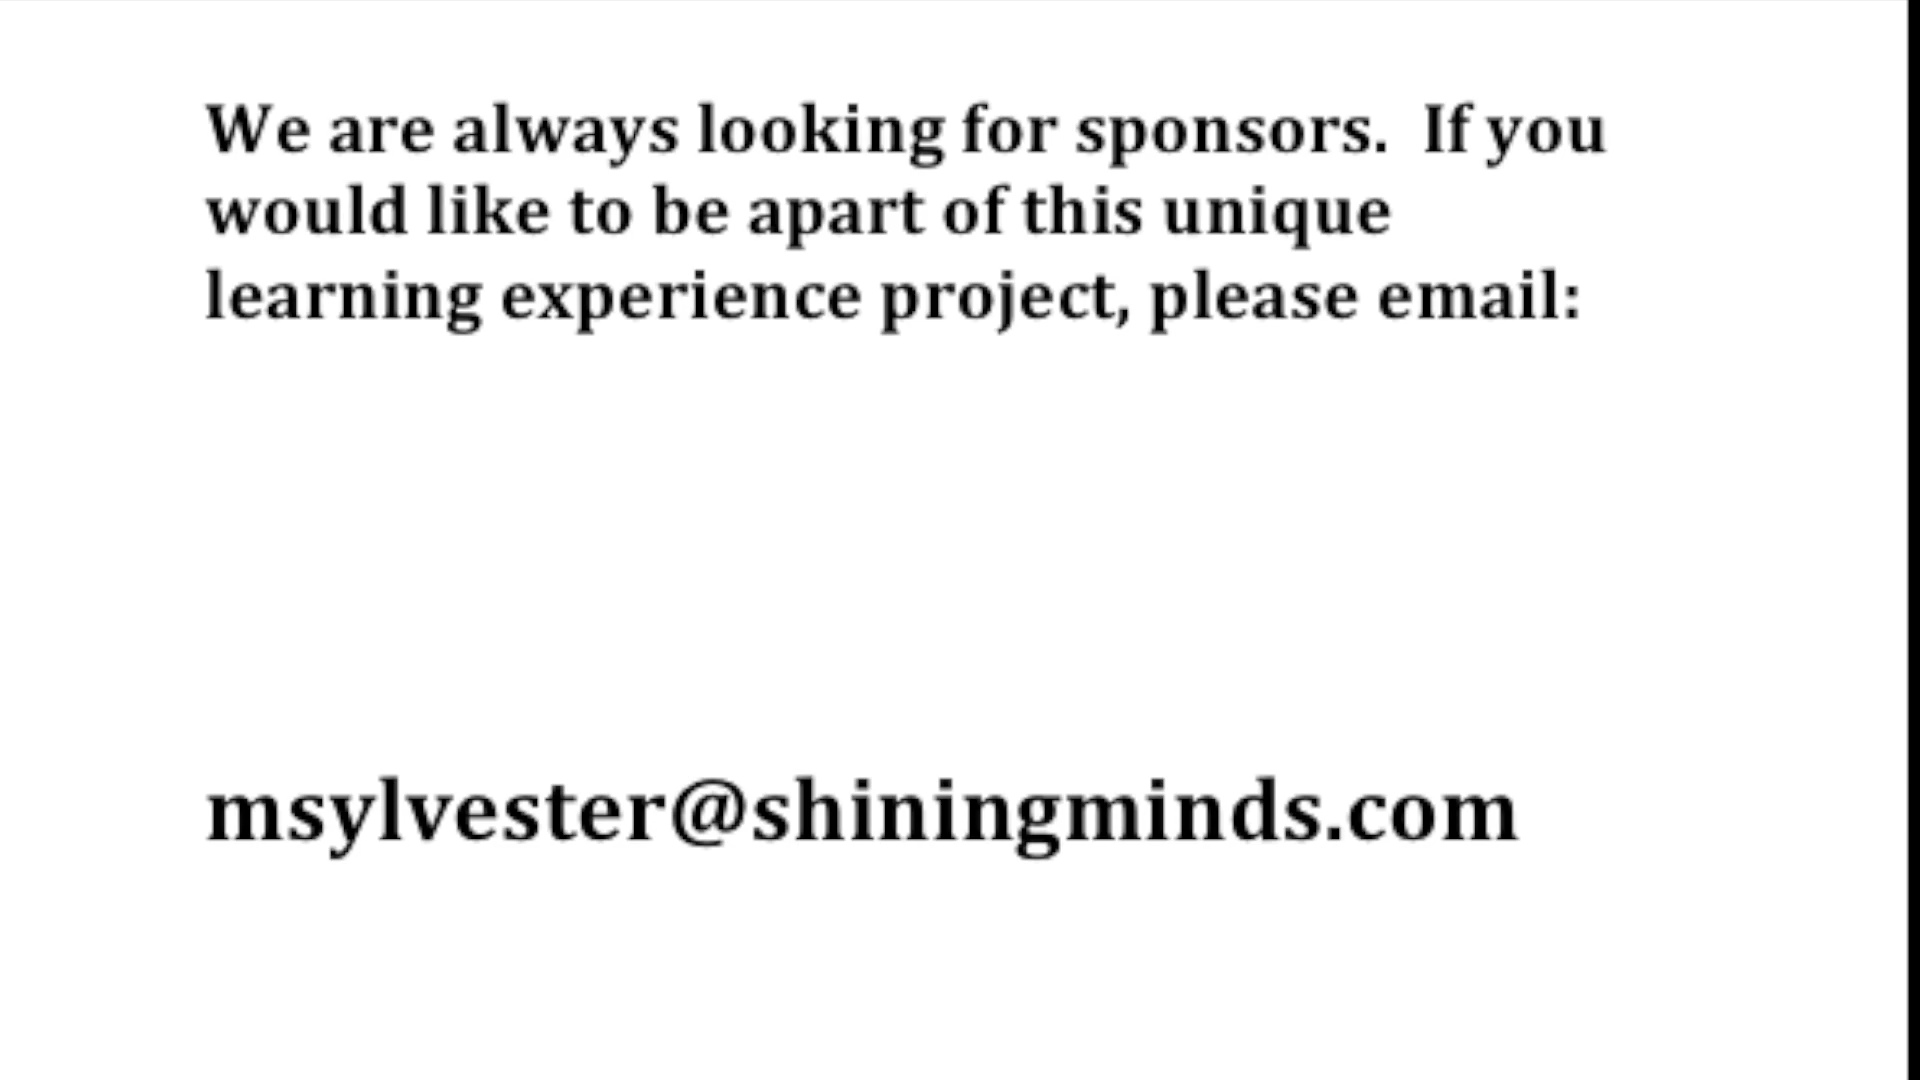 We are always looking for sponsors.  If you
would like to be apart of this unique
learning experience project, please email:
msylvester@shiningminds.com